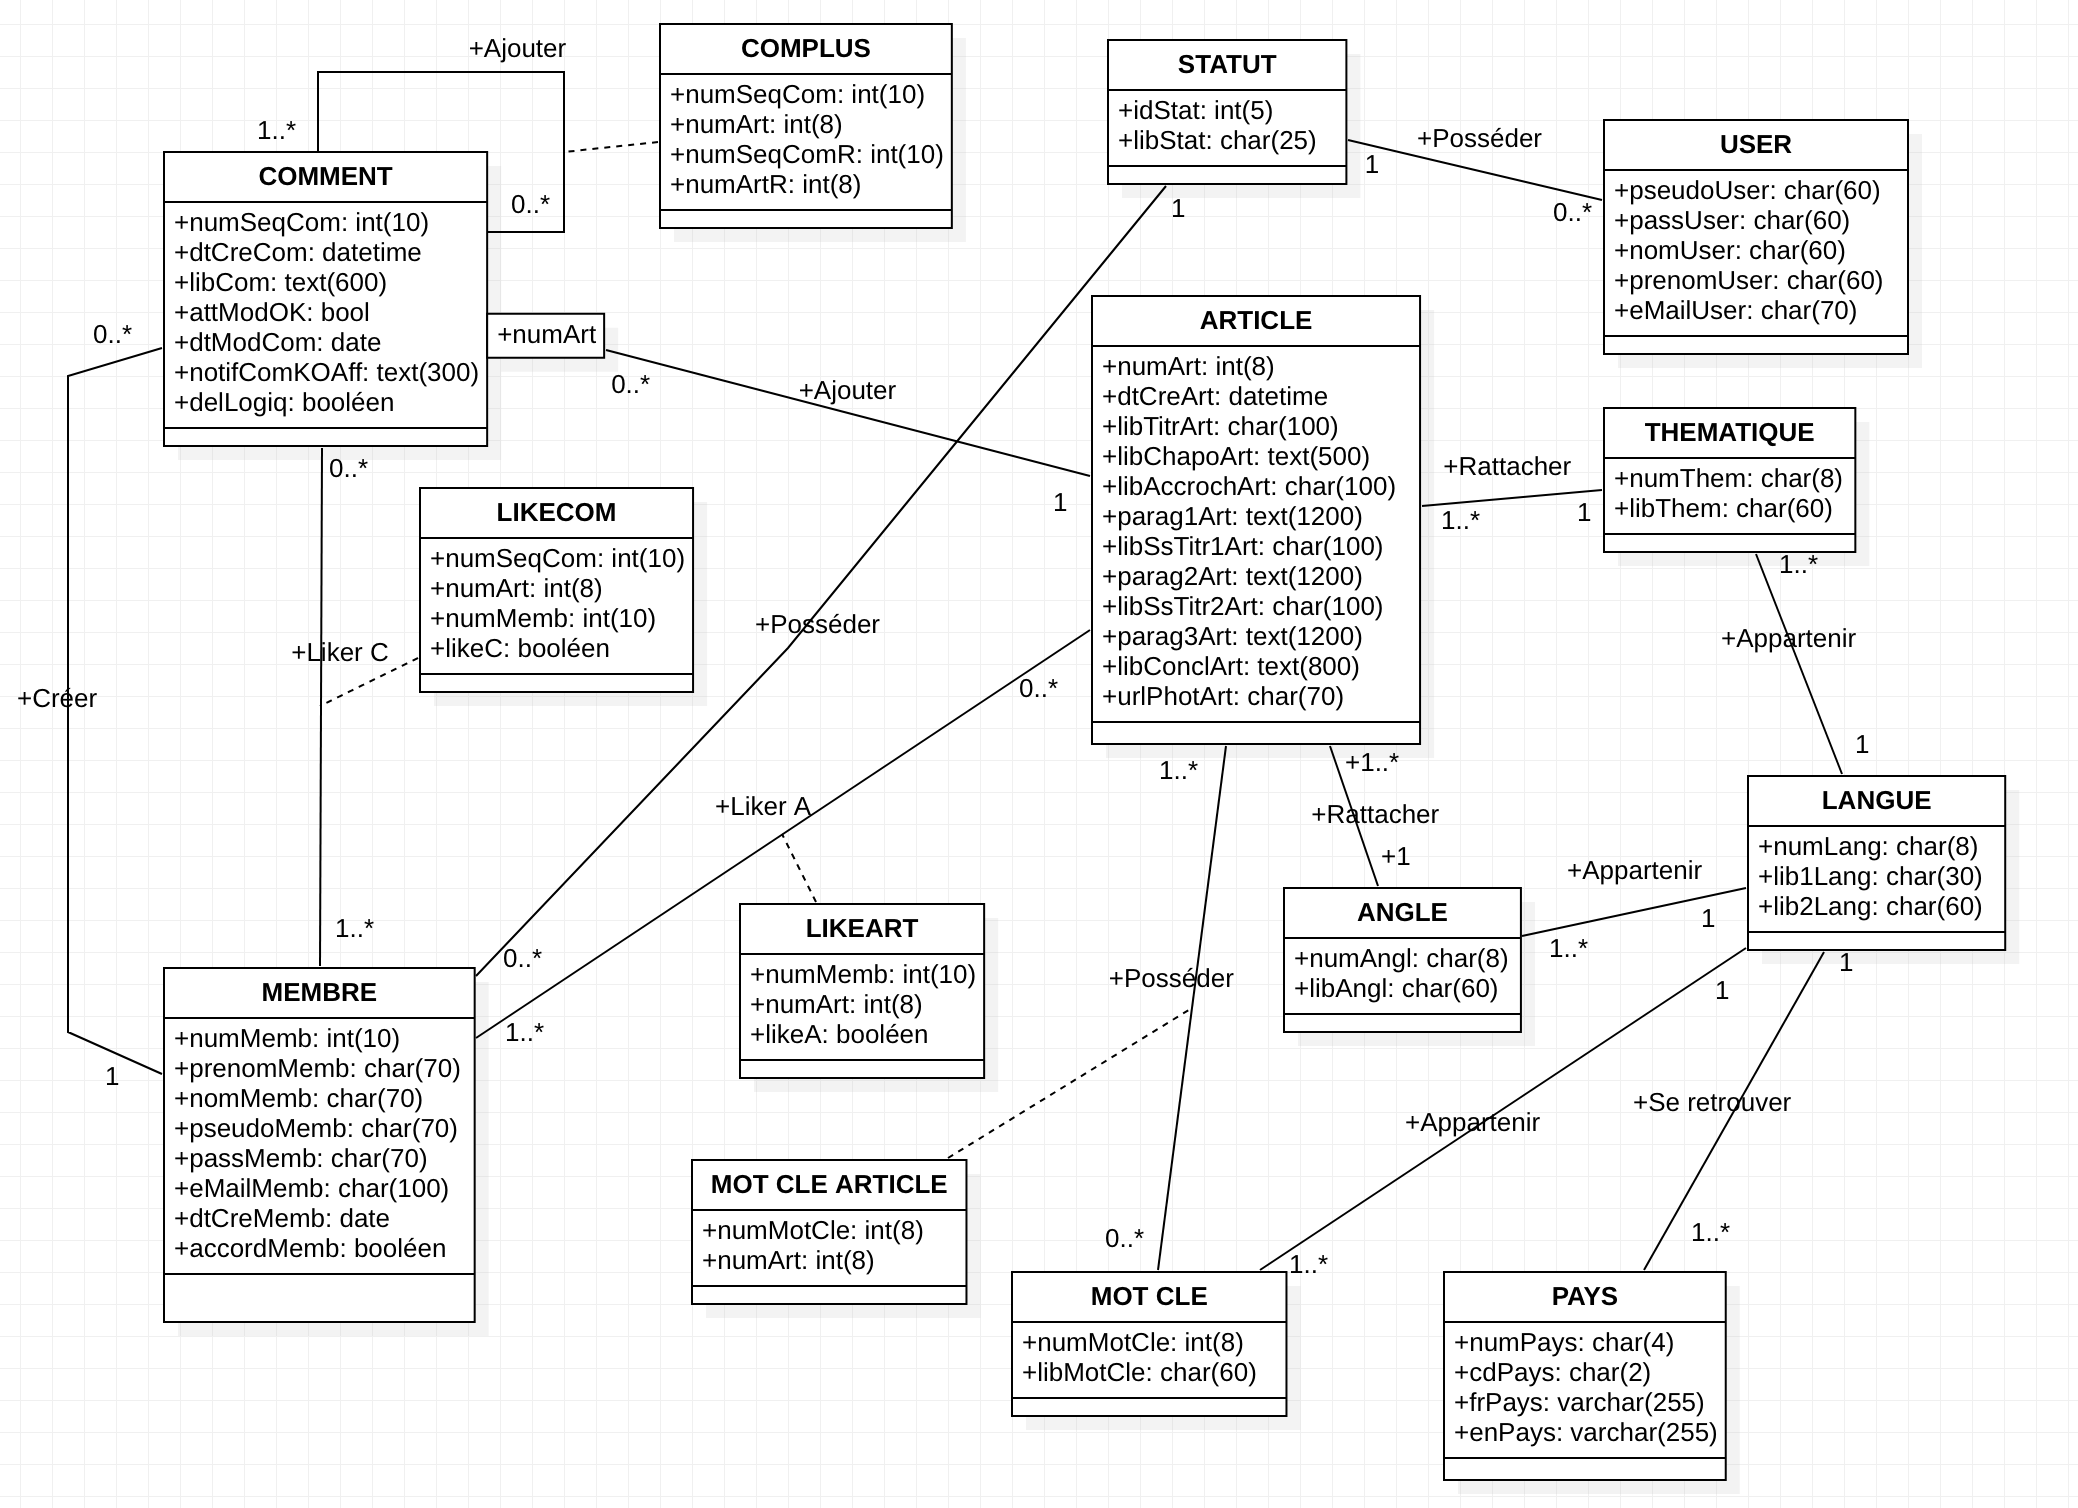 +Ajouter
1..*
0..*
COMPLUS
+numSeqCom: int(10)
+numArt: int(8)
+numSeqComR: int(10)
+numArtR: int(8)
STATUT
+idStat: int(5)
+libStat: char(25)
+Posséder
1
0..*
1
USER
+pseudoUser: char(60)
+passUser: char(60)
+nomUser: char(60)
+prenomUser: char(60)
+eMailUser: char(70)
COMMENT
+numSeqCom: int(10)
+dtCreCom: datetime
+libCom: text(600)
+attModOK: bool
+dtModCom: date
+notifComKOAff: text(300)
+delLogiq: booléen
0..*
+numArt
0..*
+Ajouter
1
ARTICLE
+numArt: int(8)
+dtCreArt: datetime
+libTitrArt: char(100)
+libChapoArt: text(500)
+libAccrochArt: char(100)
+parag1Art: text(1200)
+libSsTitr1Art: char(100)
+parag2Art: text(1200)
+libSsTitr2Art: char(100)
+parag3Art: text(1200)
+libConclArt: text(800)
+urlPhotArt: char(70)
+Rattacher
1..*
1
THEMATIQUE
+numThem: char(8)
+libThem: char(60)
1..*
+Appartenir
1
0..*
LIKECOM
+numSeqCom: int(10)
+numArt: int(8)
+numMemb: int(10)
+likeC: booléen
+Liker C
+Créer
+Posséder
0..*
+Liker A
1..*
+1..*
+Rattacher
+1
LANGUE
+numLang: char(8)
+lib1Lang: char(30)
+lib2Lang: char(60)
+Appartenir
1
1..*
1
1
ANGLE
+numAngl: char(8)
+libAngl: char(60)
LIKEART
+numMemb: int(10)
+numArt: int(8)
+likeA: booléen
1..*
0..*
1..*
1
MEMBRE
+numMemb: int(10)
+prenomMemb: char(70)
+nomMemb: char(70)
+pseudoMemb: char(70)
+passMemb: char(70)
+eMailMemb: char(100)
+dtCreMemb: date
+accordMemb: booléen
+Posséder
+Appartenir
+Se retrouver
MOT CLE ARTICLE
+numMotCle: int(8)
+numArt: int(8)
0..*
1..*
1..*
MOT CLE
+numMotCle: int(8)
+libMotCle: char(60)
PAYS
+numPays: char(4)
+cdPays: char(2)
+frPays: varchar(255)
+enPays: varchar(255)